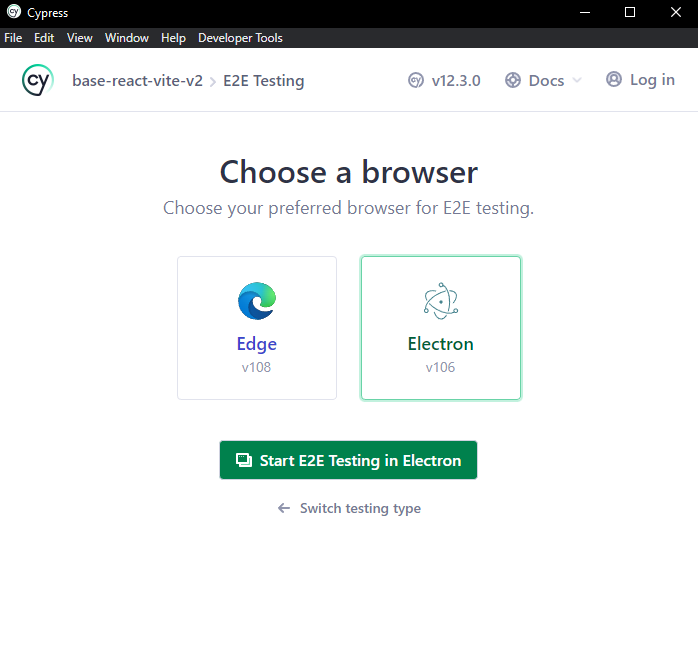 Cypress
File Edit View Window Help Developer Tools
cy base-react-vite-v2 > E2E Testing v12.3.0 Docs Log in
Choose a browser
Choose your preferred browser for E2E testing.
Edge Electron
v108 v106
Start E2E Testing in Electron
← Switch testing type